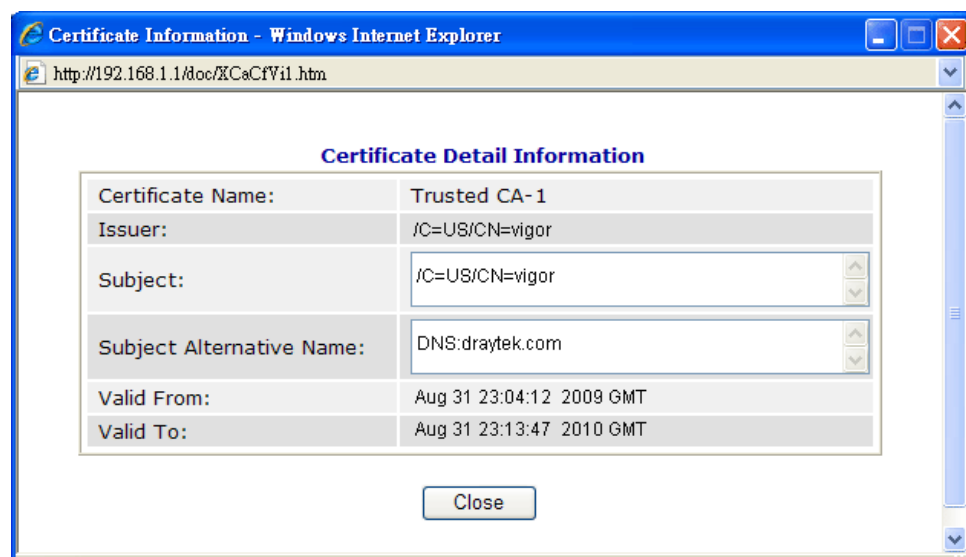 Certificate Information - Windows Internet Explorer
http://192.168.1.1/doc/XCaCfVi1.htm
Certificate Detail Information
Certificate Name: Trusted CA-1
Issuer: /C=US/CN=vigor
Subject: /C=US/CN=vigor
Subject Alternative Name: DNS:draytek.com
Valid From: Aug 31 23:04:12 2009 GMT
Valid To: Aug 31 23:13:47 2010 GMT
Close